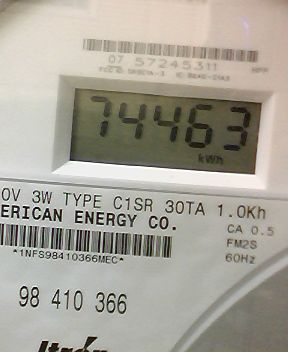 07 57245311
74463
kWh
0V 3W TYPE C1SR 30TA 1.0Kh
ERICAN ENERGY CO.
CA 0.5
FM2S
*1NFS98410366MEC*
60Hz
98 410 366
Itrón